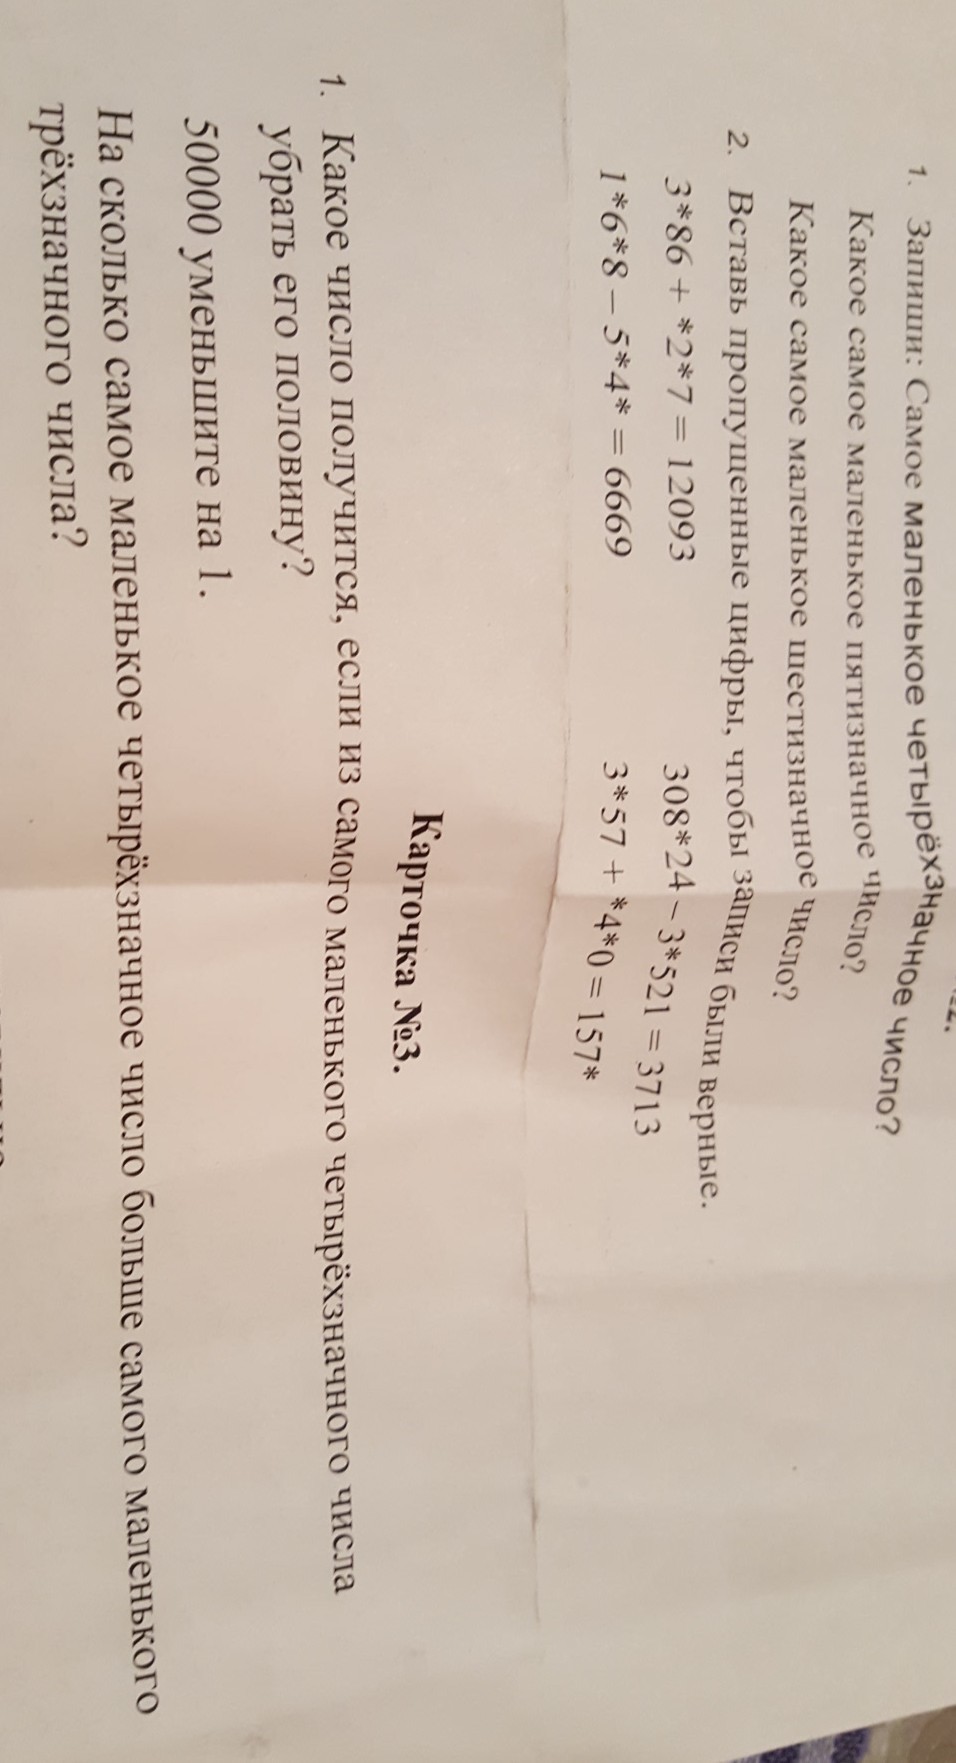 1. Запиши: Самое маленькое четырёхзначное число?
Какое самое маленькое пятизначное число?
Какое самое маленькое шестизначное число?
2. Вставь пропущенные цифры, чтобы записи были верные.
3*86 + *2*7 = 12093 308*24 – 3*521 = 3713
1*6*8 – 5*4* = 6669 3*57 + *4*0 = 157*
Карточка №3.
1. Какое число получится, если из самого маленького четырёхзначного числа
убрать его половину?
50000 уменьшите на 1.
На сколько самое маленькое четырёхзначное число больше самого маленького
трёхзначного числа?